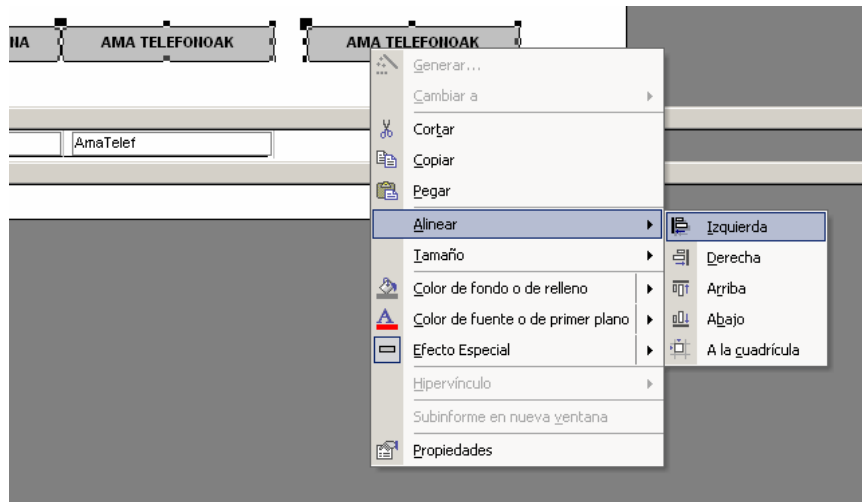 NA
AMA TELEFONOAK
AMA TELEFONOAK
Generar...
Cambiar a
AmaTelef
Cortar
Copiar
Pegar
Alinear
Izquierda
Tamaño
Derecha
Color de fondo o de relleno
Arriba
Color de fuente o de primer plano
Abajo
Efecto Especial
A la cuadrícula
Hipervínculo
Subinforme en nueva ventana
Propiedades